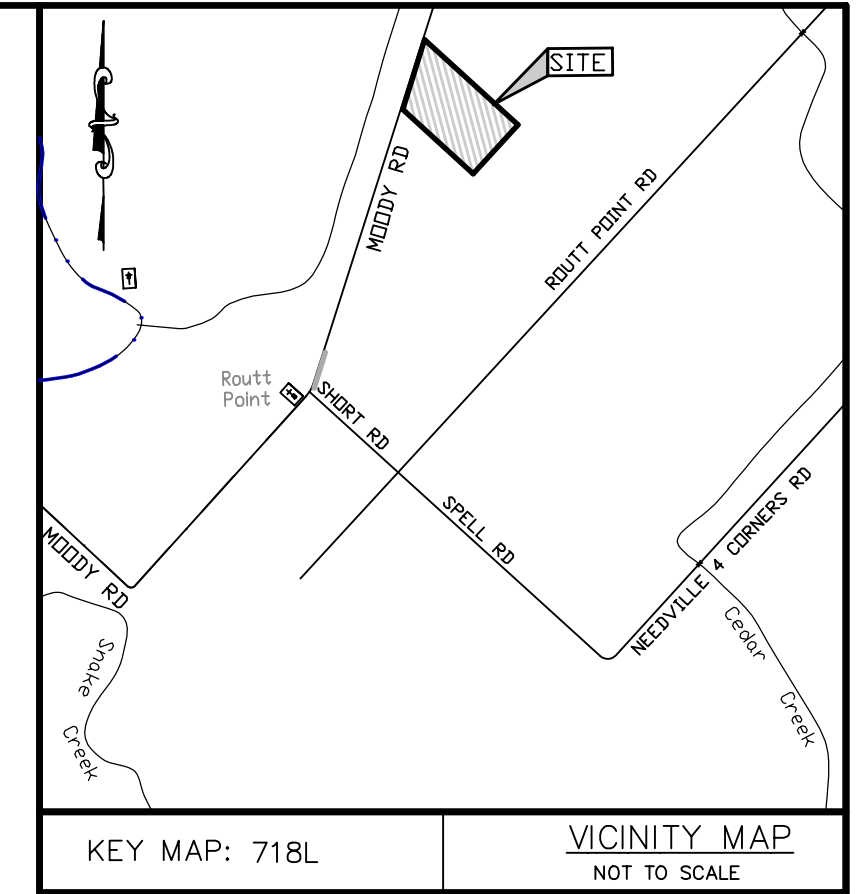 SITE
MOODY RD
ROUTT POINT RD
Routt
Point
SHORT RD
SPELL RD
MOODY RD
NEEDVILLE 4 CORNERS RD
Snake
Creek
Cedar
Creek
KEY MAP: 718L
VICINITY MAP
NOT TO SCALE